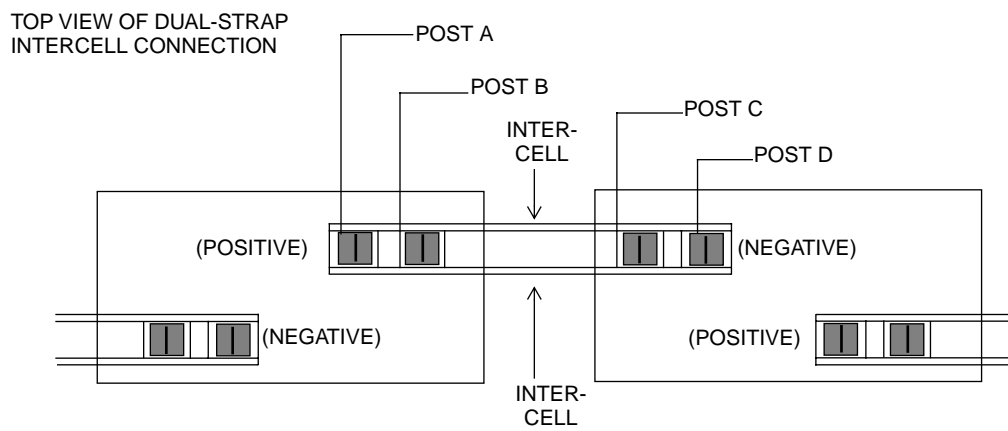 TOP VIEW OF DUAL-STRAP
INTERCELL CONNECTION
POST A
POST B
POST C
INTER-
CELL
POST D
(POSITIVE)
(NEGATIVE)
(NEGATIVE)
(POSITIVE)
INTER-
CELL